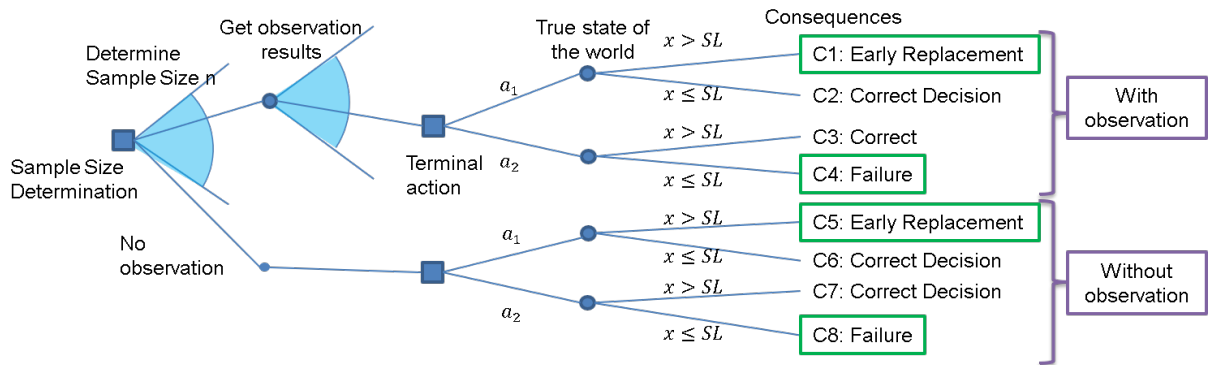 Determine
Sample Size n
Get observation
results
True state of
the world
Consequences
Sample Size
Determination
No
observation
Terminal
action
a₁
a₂
a₁
a₂
x > SL
x ≤ SL
x > SL
x ≤ SL
x > SL
x ≤ SL
x > SL
x ≤ SL
C1: Early Replacement
C2: Correct Decision
C3: Correct
C4: Failure
C5: Early Replacement
C6: Correct Decision
C7: Correct Decision
C8: Failure
With
observation
Without
observation